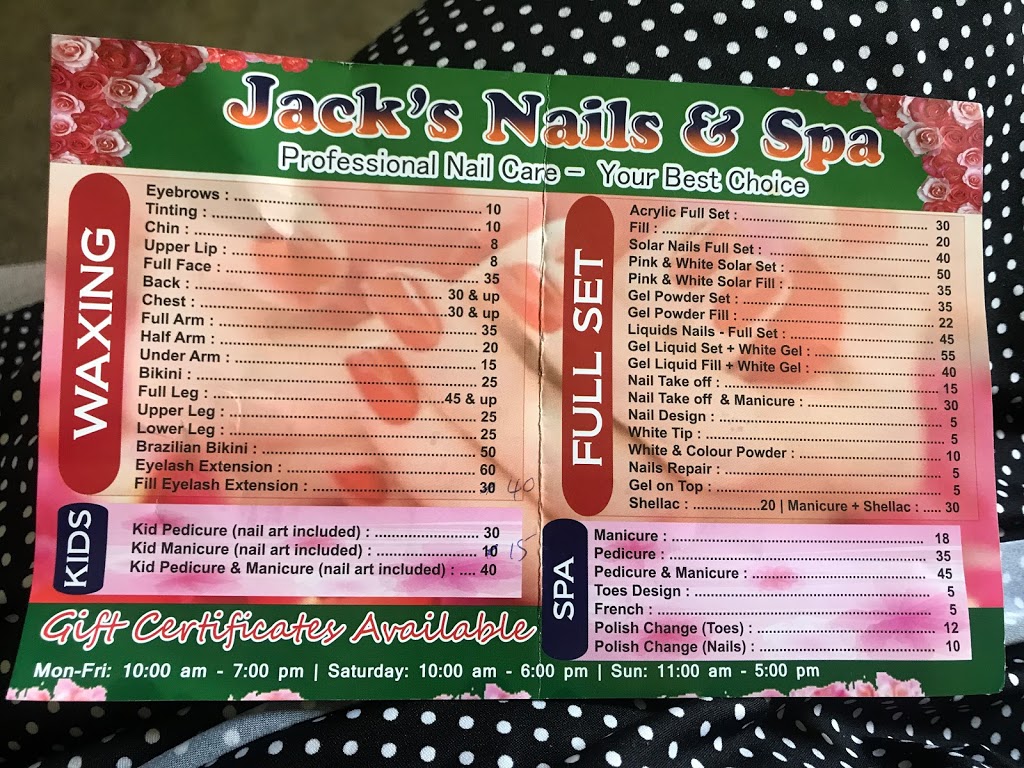 Jack's Nails & Spa
Professional Nail Care - Your Best Choice
WAXING
Eyebrows : ........ 10
Tinting : ........ 10
Chin : ........ 8
Upper Lip : ........ 8
Full Face : ........ 35
Back : ........ 30 & up
Chest : ........ 30 & up
Full Arm : ........ 35
Half Arm : ........ 20
Under Arm : ........ 15
Bikini : ........ 25
Full Leg : ........ 45 & up
Upper Leg : ........ 25
Lower Leg : ........ 25
Brazilian Bikini : ........ 50
Eyelash Extension : ........ 60
Fill Eyelash Extension : ........ 30 40
KIDS
Kid Pedicure (nail art included) : ........ 30
Kid Manicure (nail art included) : ........ 10 15
Kid Pedicure & Manicure (nail art included) : .... 40
FULL SET
Acrylic Full Set : ........ 30
Fill : ........ 20
Solar Nails Full Set : ........ 40
Pink & White Solar Set : ........ 50
Pink & White Solar Fill : ........ 35
Gel Powder Set : ........ 35
Gel Powder Fill : ........ 22
Liquids Nails - Full Set : ........ 45
Gel Liquid Set + White Gel : ........ 55
Gel Liquid Fill + White Gel : ........ 40
Nail Take off : ........ 15
Nail Take off & Manicure : ........ 30
Nail Design : ........ 5
White Tip : ........ 5
White & Colour Powder : ........ 10
Nails Repair : ........ 5
Gel on Top : ........ 5
Shellac : ........ 20 | Manicure + Shellac : ..... 30
SPA
Manicure : ........ 18
Pedicure : ........ 35
Pedicure & Manicure : ........ 45
Toes Design : ........ 5
French : ........ 5
Polish Change (Toes) : ........ 12
Polish Change (Nails) : ........ 10
Gift Certificates Available
Mon-Fri: 10:00 am - 7:00 pm | Saturday: 10:00 am - 6:00 pm | Sun: 11:00 am - 5:00 pm